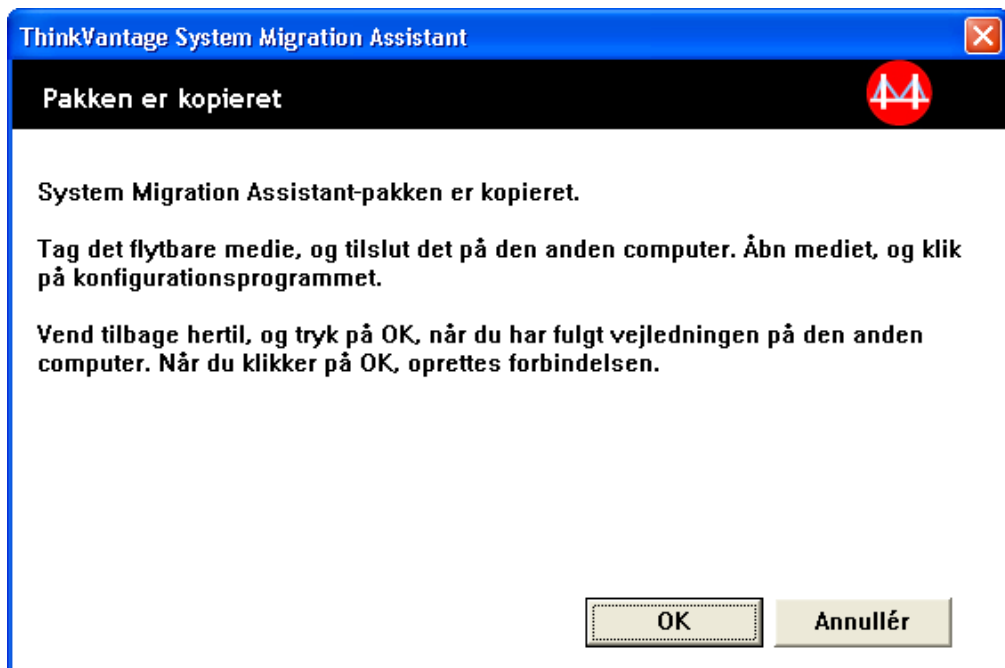 ThinkVantage System Migration Assistant
Pakken er kopieret
System Migration Assistant-pakken er kopieret.
Tag det flytbare medie, og tilslut det på den anden computer. Åbn mediet, og klik
på konfigurationsprogrammet.
Vend tilbage hertil, og tryk på OK, når du har fulgt vejledningen på den anden
computer. Når du klikker på OK, oprettes forbindelsen.
OK
Annullér